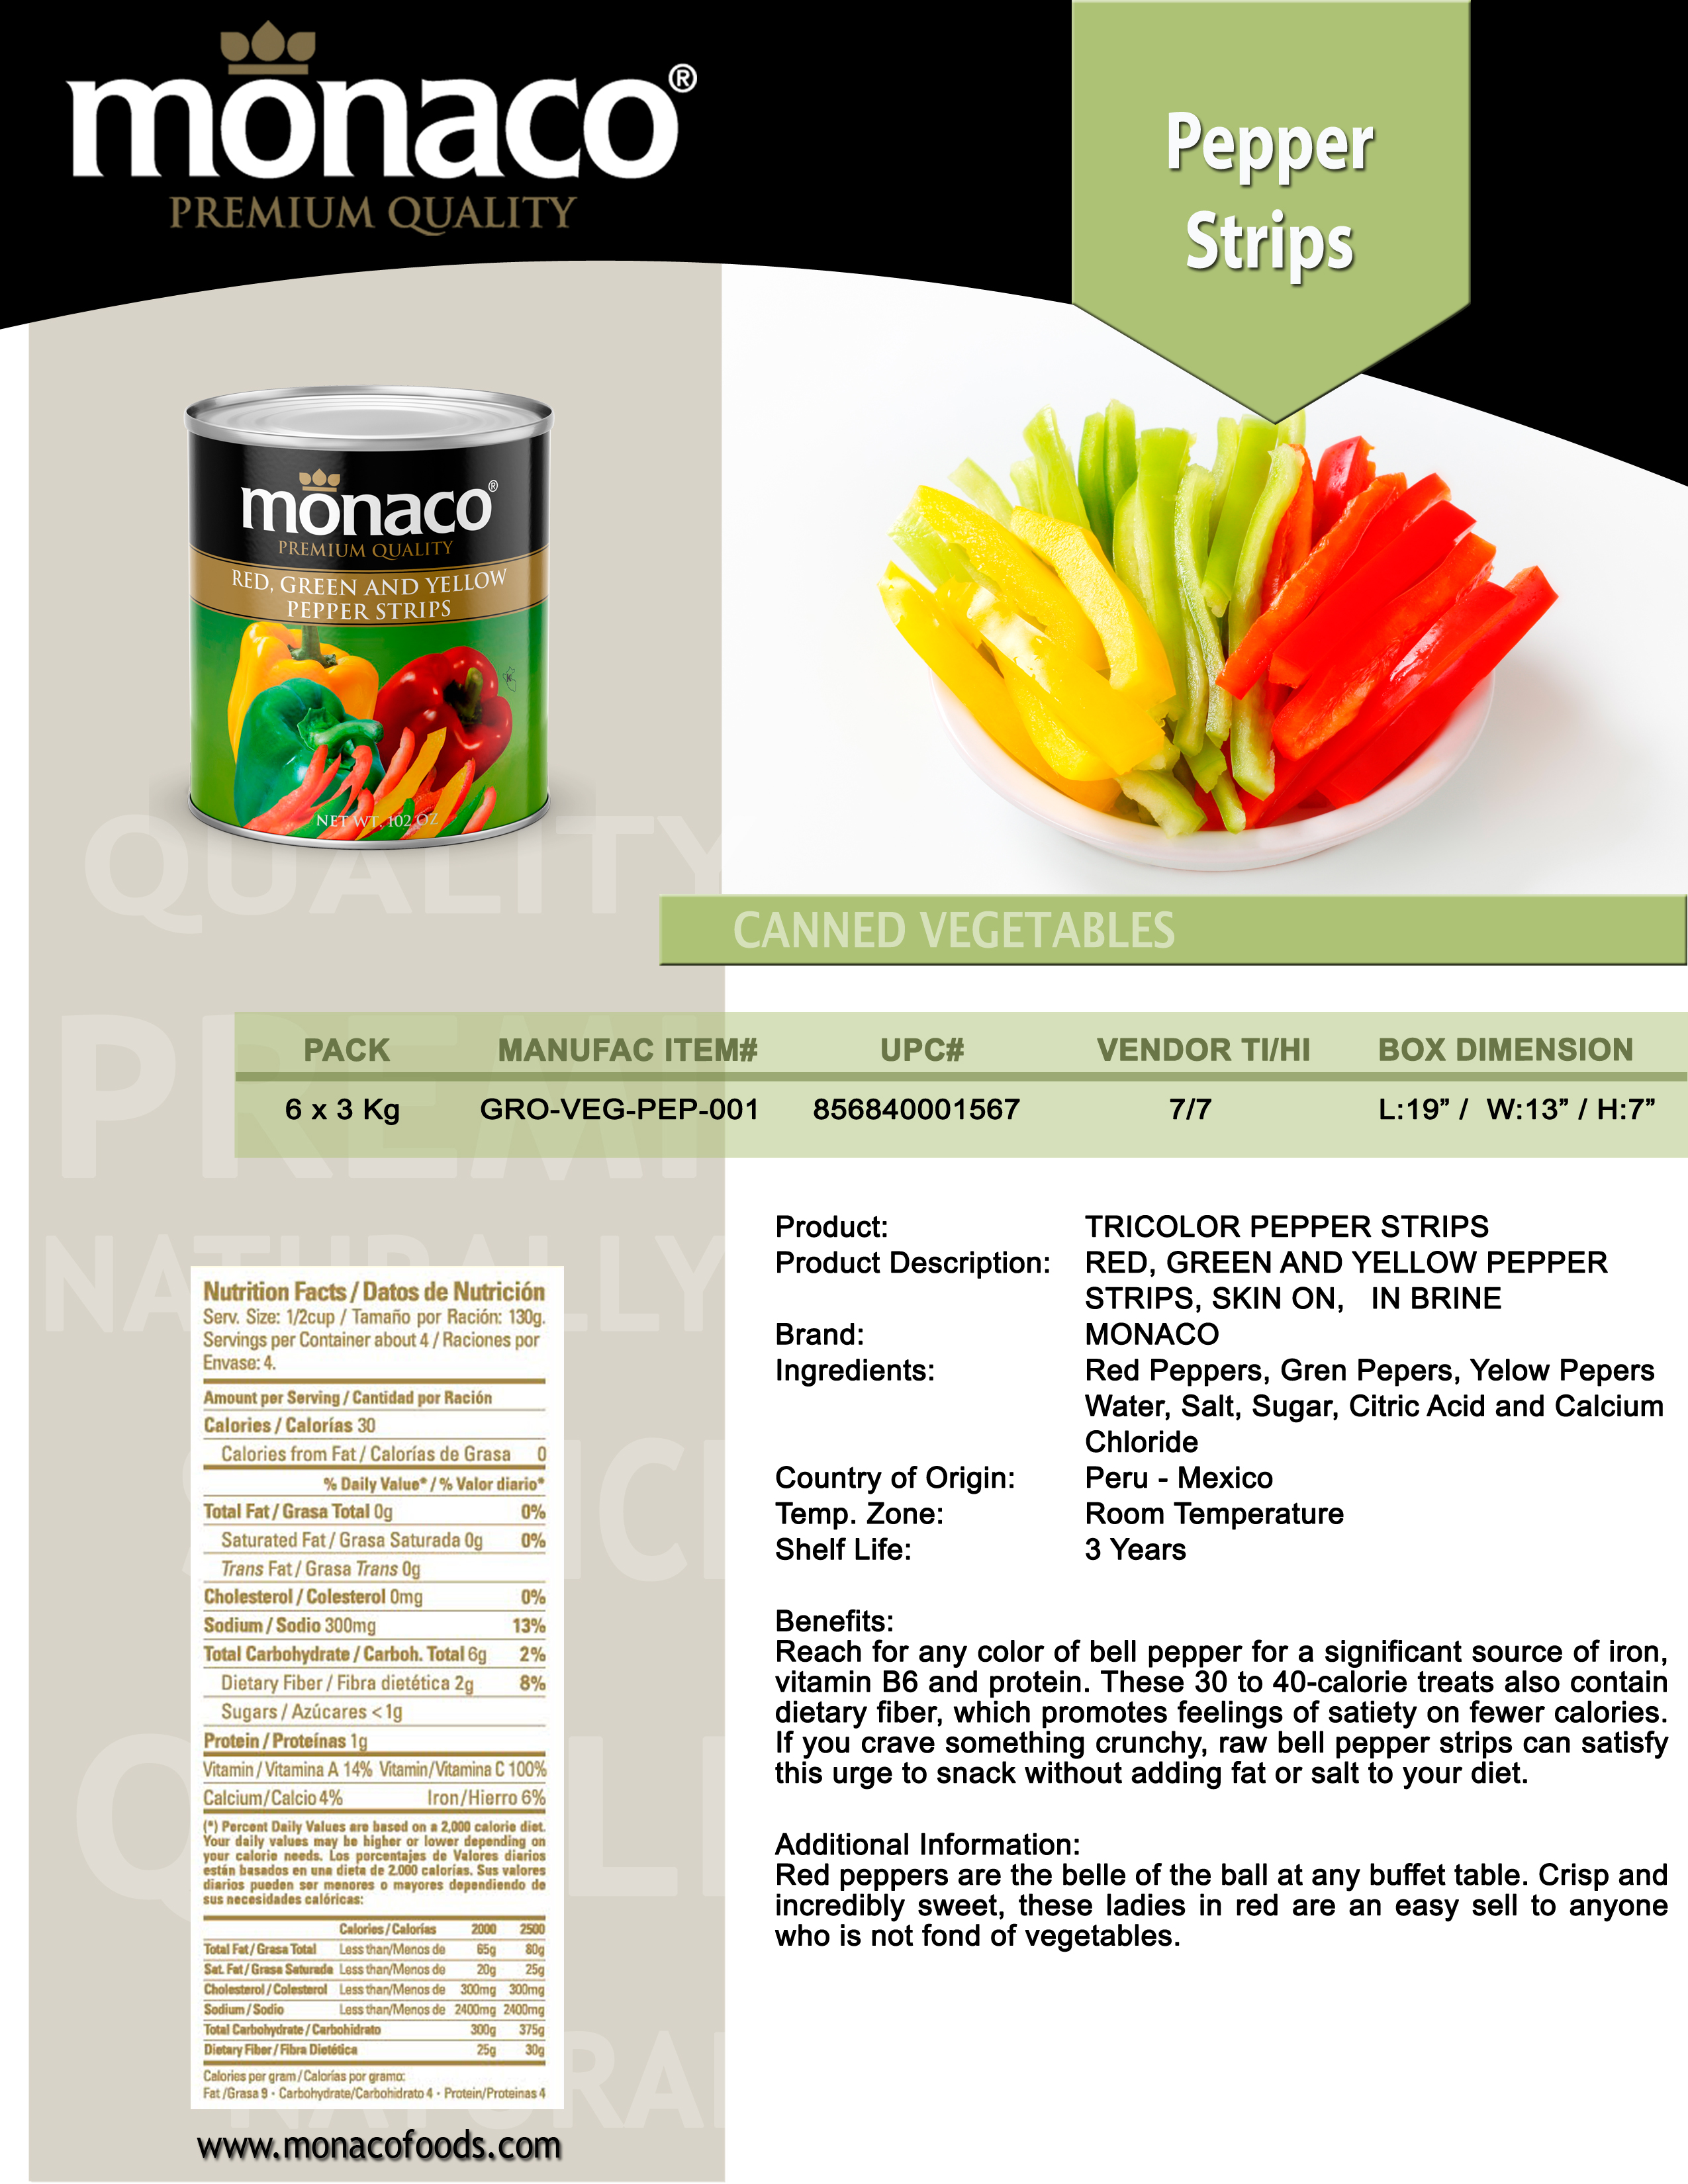 monaco®
PREMIUM QUALITY
Pepper
Strips
monaco®
PREMIUM QUALITY
RED, GREEN AND YELLOW
PEPPER STRIPS
NET WT. 102 OZ
QUALITY
CANNED VEGETABLES
PACK MANUFAC ITEM# UPC# VENDOR TI/HI BOX DIMENSION
6 x 3 Kg GRO-VEG-PEP-001 856840001567 7/7 L:19” / W:13” / H:7”
Product: TRICOLOR PEPPER STRIPS
Product Description: RED, GREEN AND YELLOW PEPPER
STRIPS, SKIN ON, IN BRINE
Brand: MONACO
Ingredients: Red Peppers, Gren Pepers, Yelow Pepers
Water, Salt, Sugar, Citric Acid and Calcium
Chloride
Country of Origin: Peru - Mexico
Temp. Zone: Room Temperature
Shelf Life: 3 Years
Benefits:
Reach for any color of bell pepper for a significant source of iron,
vitamin B6 and protein. These 30 to 40-calorie treats also contain
dietary fiber, which promotes feelings of satiety on fewer calories.
If you crave something crunchy, raw bell pepper strips can satisfy
this urge to snack without adding fat or salt to your diet.
Additional Information:
Red peppers are the belle of the ball at any buffet table. Crisp and
incredibly sweet, these ladies in red are an easy sell to anyone
who is not fond of vegetables.
Nutrition Facts / Datos de Nutrición
Serv. Size: 1/2cup / Tamaño por Ración: 130g.
Servings per Container about 4 / Raciones por
Envase: 4.
Amount per Serving / Cantidad por Ración
Calories / Calorías 30
Calories from Fat / Calorías de Grasa 0
% Daily Value* / % Valor diario*
Total Fat / Grasa Total 0g 0%
Saturated Fat / Grasa Saturada 0g 0%
Trans Fat / Grasa Trans 0g
Cholesterol / Colesterol 0mg 0%
Sodium / Sodio 300mg 13%
Total Carbohydrate / Carboh. Total 6g 2%
Dietary Fiber / Fibra dietética 2g 8%
Sugars / Azúcares <1g
Protein / Proteínas 1g
Vitamin / Vitamina A 14% Vitamin/Vitamina C 100%
Calcium/Calcio 4% Iron/Hierro 6%
(*) Percent Daily Values are based on a 2,000 calorie diet.
Your daily values may be higher or lower depending on
your calorie needs. Los porcentajes de Valores diarios
están basados en una dieta de 2.000 calorías. Sus valores
diarios pueden ser menores o mayores dependiendo de
sus necesidades calóricas:
Calories / Calorías 2000 2500
Total Fat / Grasa Total Less than/Menos de 65g 80g
Sat. Fat / Grasa Saturada Less than/Menos de 20g 25g
Cholesterol / Colesterol Less than/Menos de 300mg 300mg
Sodium / Sodio Less than/Menos de 2400mg 2400mg
Total Carbohydrate / Carbohidrato 300g 375g
Dietary Fiber / Fibra Dietética 25g 30g
Calories per gram / Calorías por gramo:
Fat /Grasa 9 · Carbohydrate/Carbohidrato 4 · Protein/Proteinas 4
www.monacofoods.com